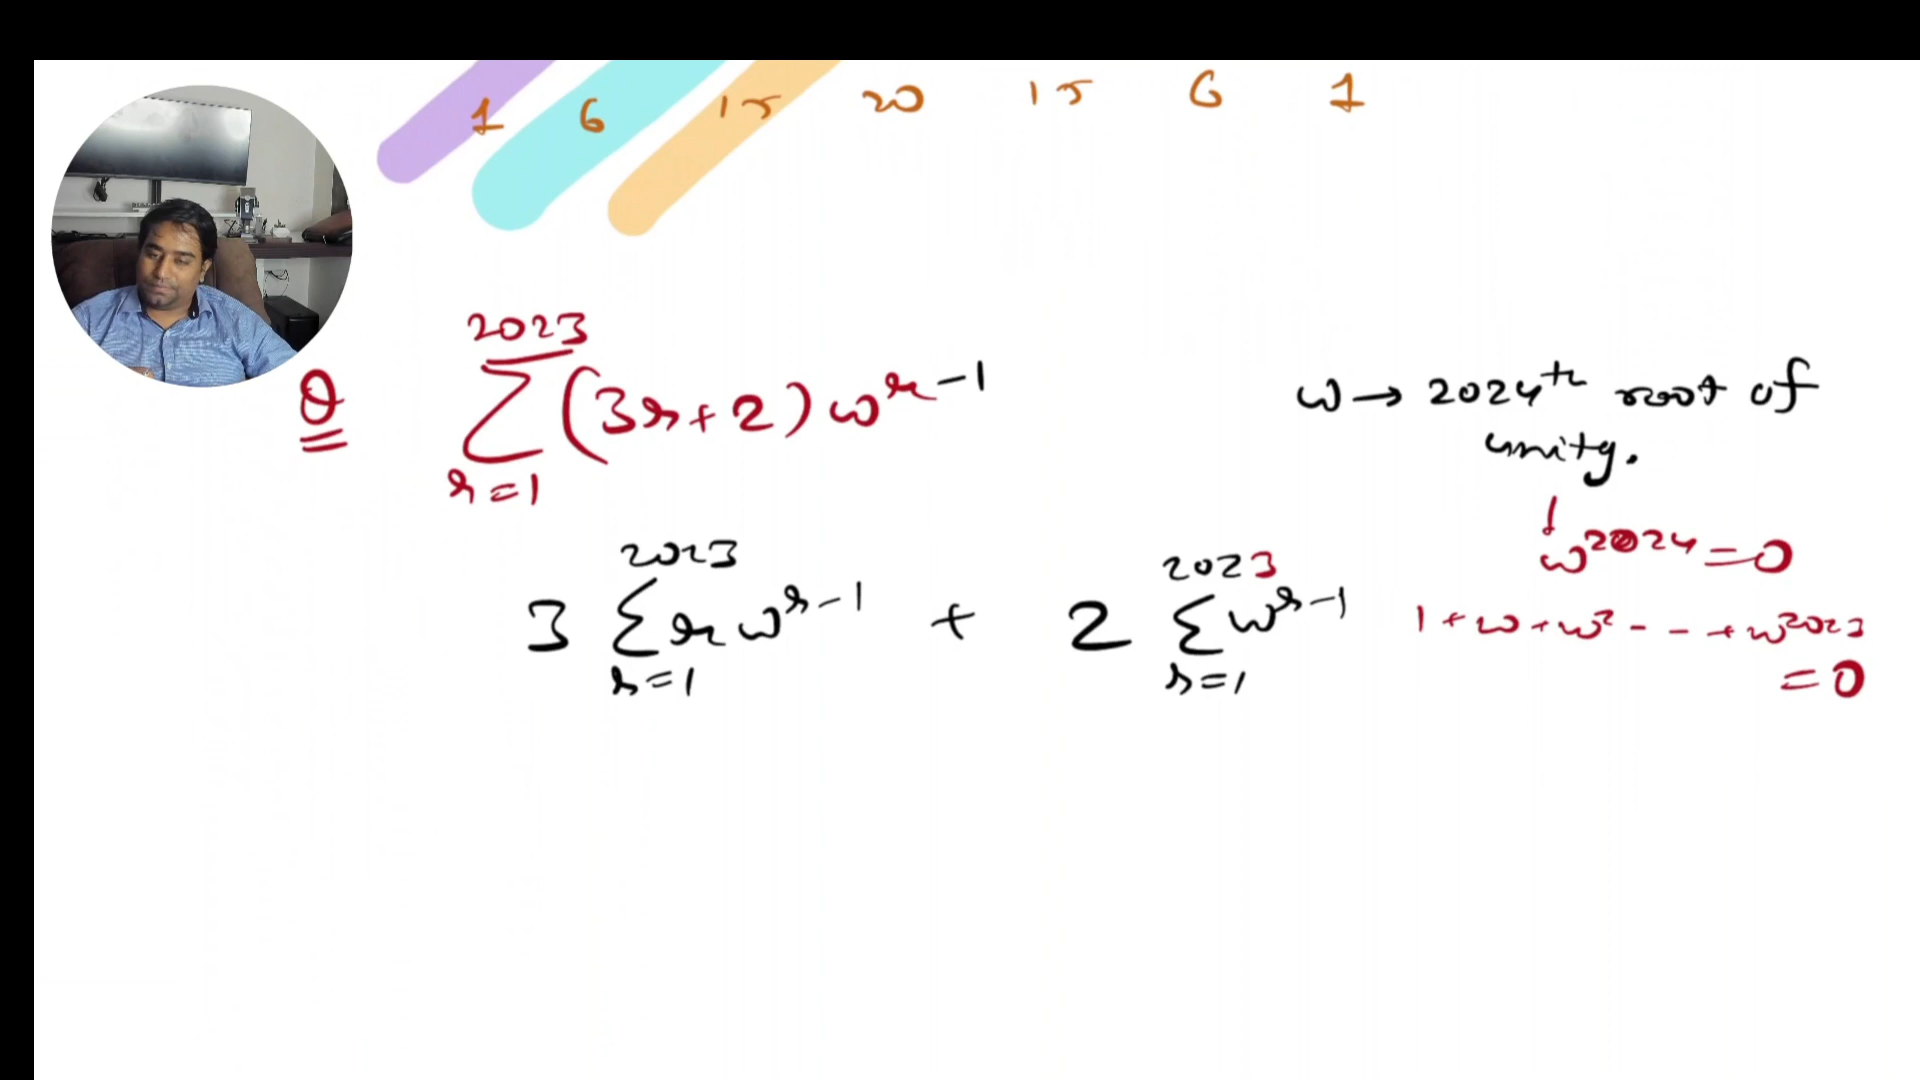 1 6 15 20 15 6 1
Q 2023 ∑ r=1 (3r+2) ω^{r-1}
ω → 2024th root of
unity.
ω^{2024} = 0
3 2023 ∑ r=1 r ω^{r-1} + 2 2023 ∑ r=1 ω^{r-1}
1 + ω + ω² - - + ω^{2023}
= 0